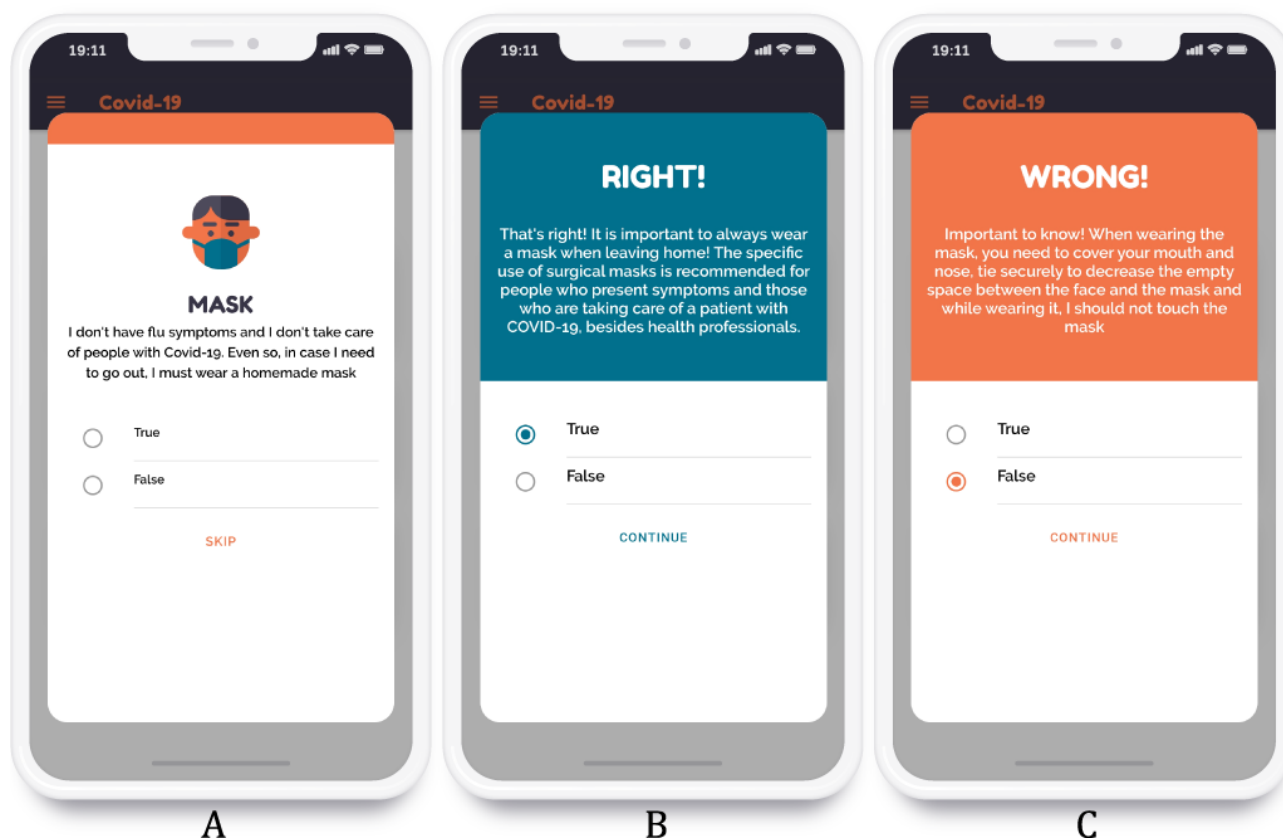 19:11
Covid-19
MASK
I don't have flu symptoms and I don't take care
of people with Covid-19. Even so, in case I need
to go out, I must wear a homemade mask
True
False
SKIP
A
19:11
Covid-19
RIGHT!
That's right! It is important to always wear
a mask when leaving home! The specific
use of surgical masks is recommended for
people who present symptoms and those
who are taking care of a patient with
COVID-19, besides health professionals.
True
False
CONTINUE
B
19:11
Covid-19
WRONG!
Important to know! When wearing the
mask, you need to cover your mouth and
nose, tie securely to decrease the empty
space between the face and the mask and
while wearing it, I should not touch the
mask
True
False
CONTINUE
C